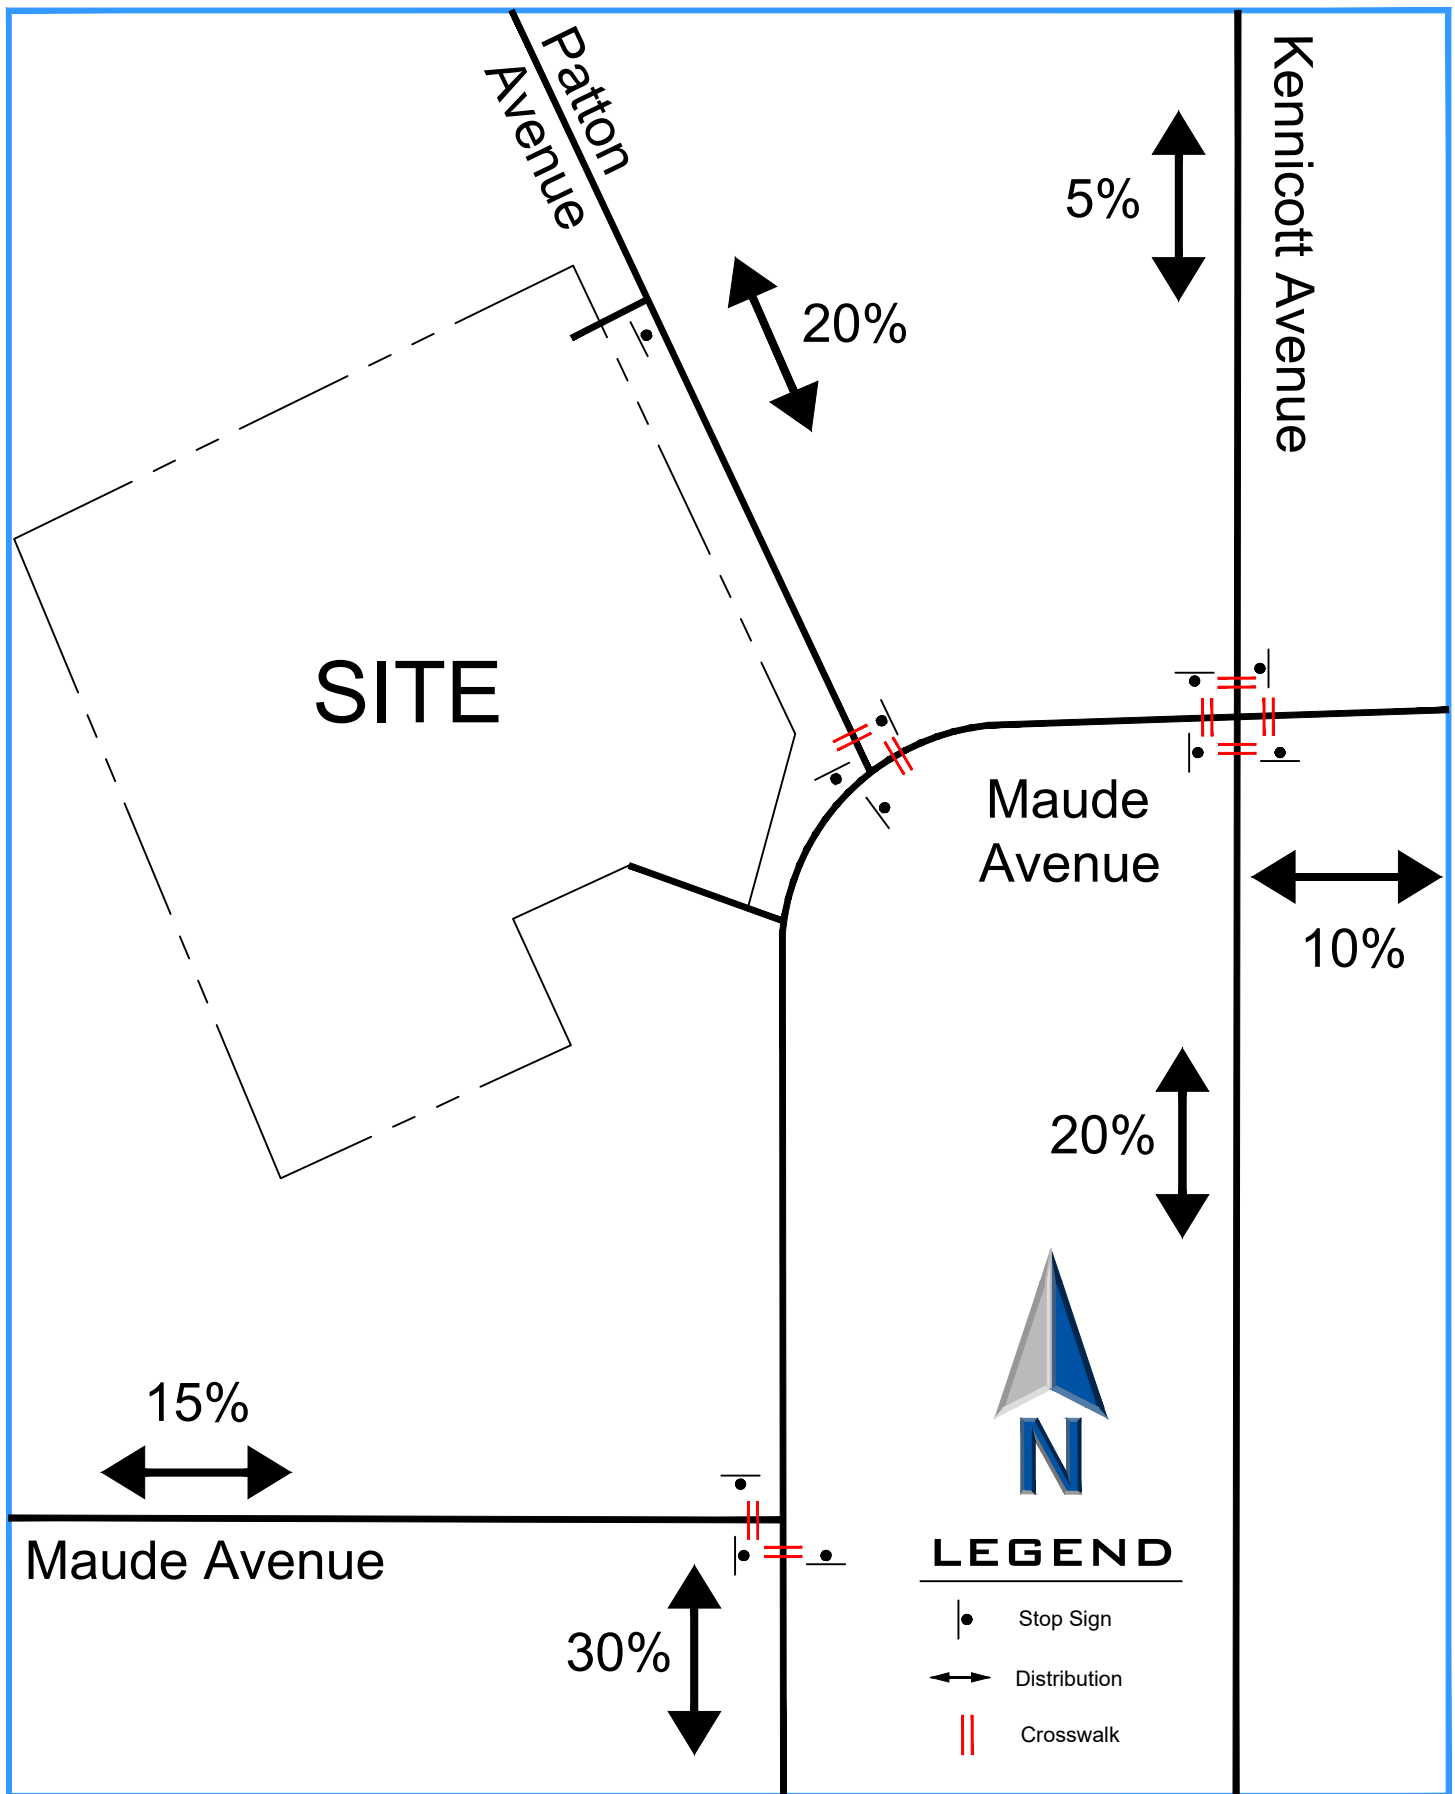 Patton
Avenue
Kennicott Avenue
5%
20%
SITE
Maude
Avenue
10%
20%
15%
Maude Avenue
30%
N
LEGEND
Stop Sign
Distribution
Crosswalk